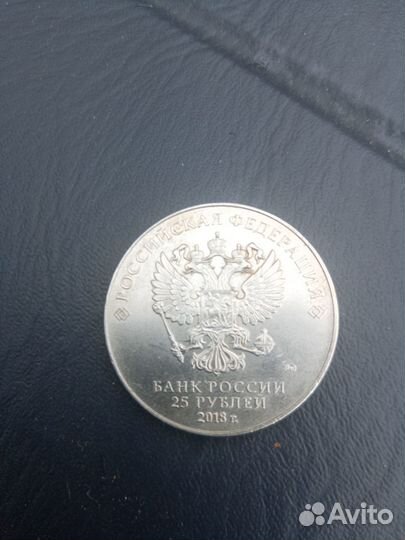 РОССИЙСКАЯ ФЕДЕРАЦИЯ
БАНК РОССИИ
25 РУБЛЕЙ
2018 г.
Avito